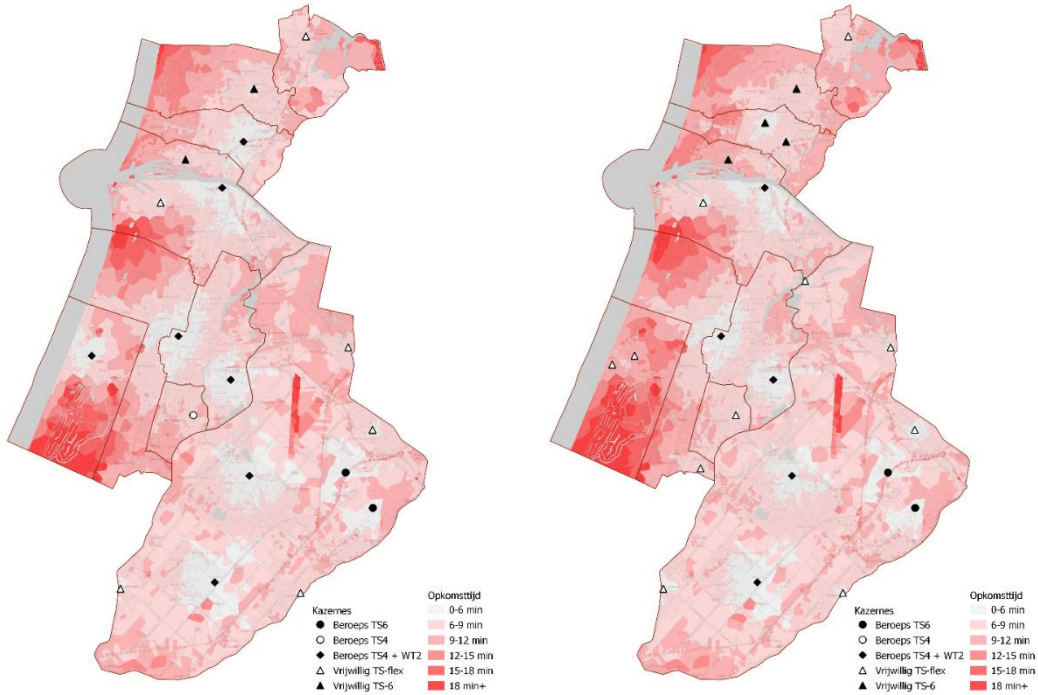 Kazernes
Beroeps TS6
Beroeps TS4
Beroeps TS4 + WT2
Vrijwillig TS-flex
Vrijwillig TS-6
Opkomsttijd
0-6 min
6-9 min
9-12 min
12-15 min
15-18 min
18 min+
Kazernes
Beroeps TS6
Beroeps TS4
Beroeps TS4 + WT2
Vrijwillig TS-flex
Vrijwillig TS-6
Opkomsttijd
0-6 min
6-9 min
9-12 min
12-15 min
15-18 min
18 min+